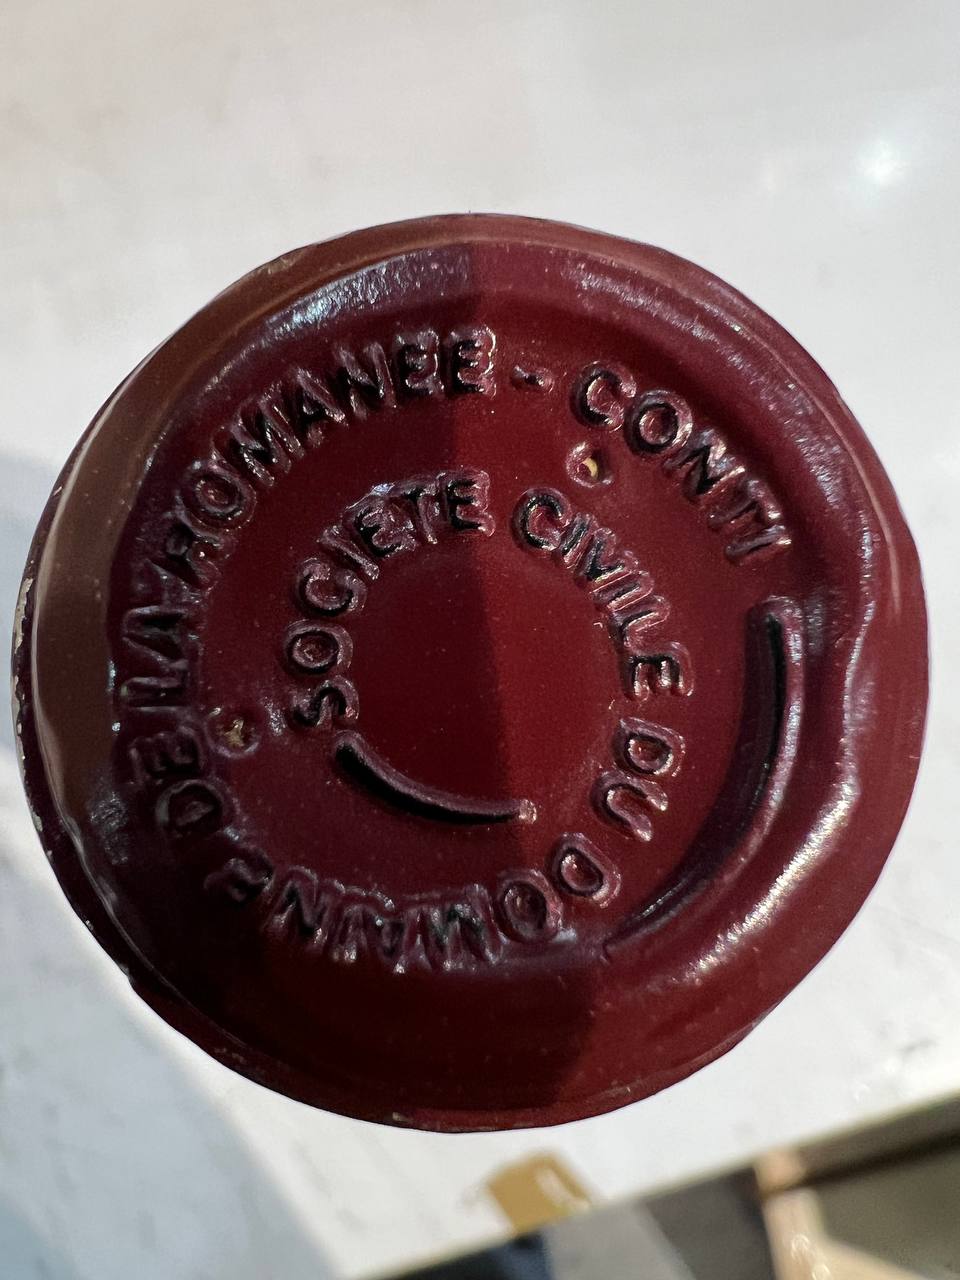 SOCIETE CIVILE DU DOMAINE DE LA ROMANEE - CONTI